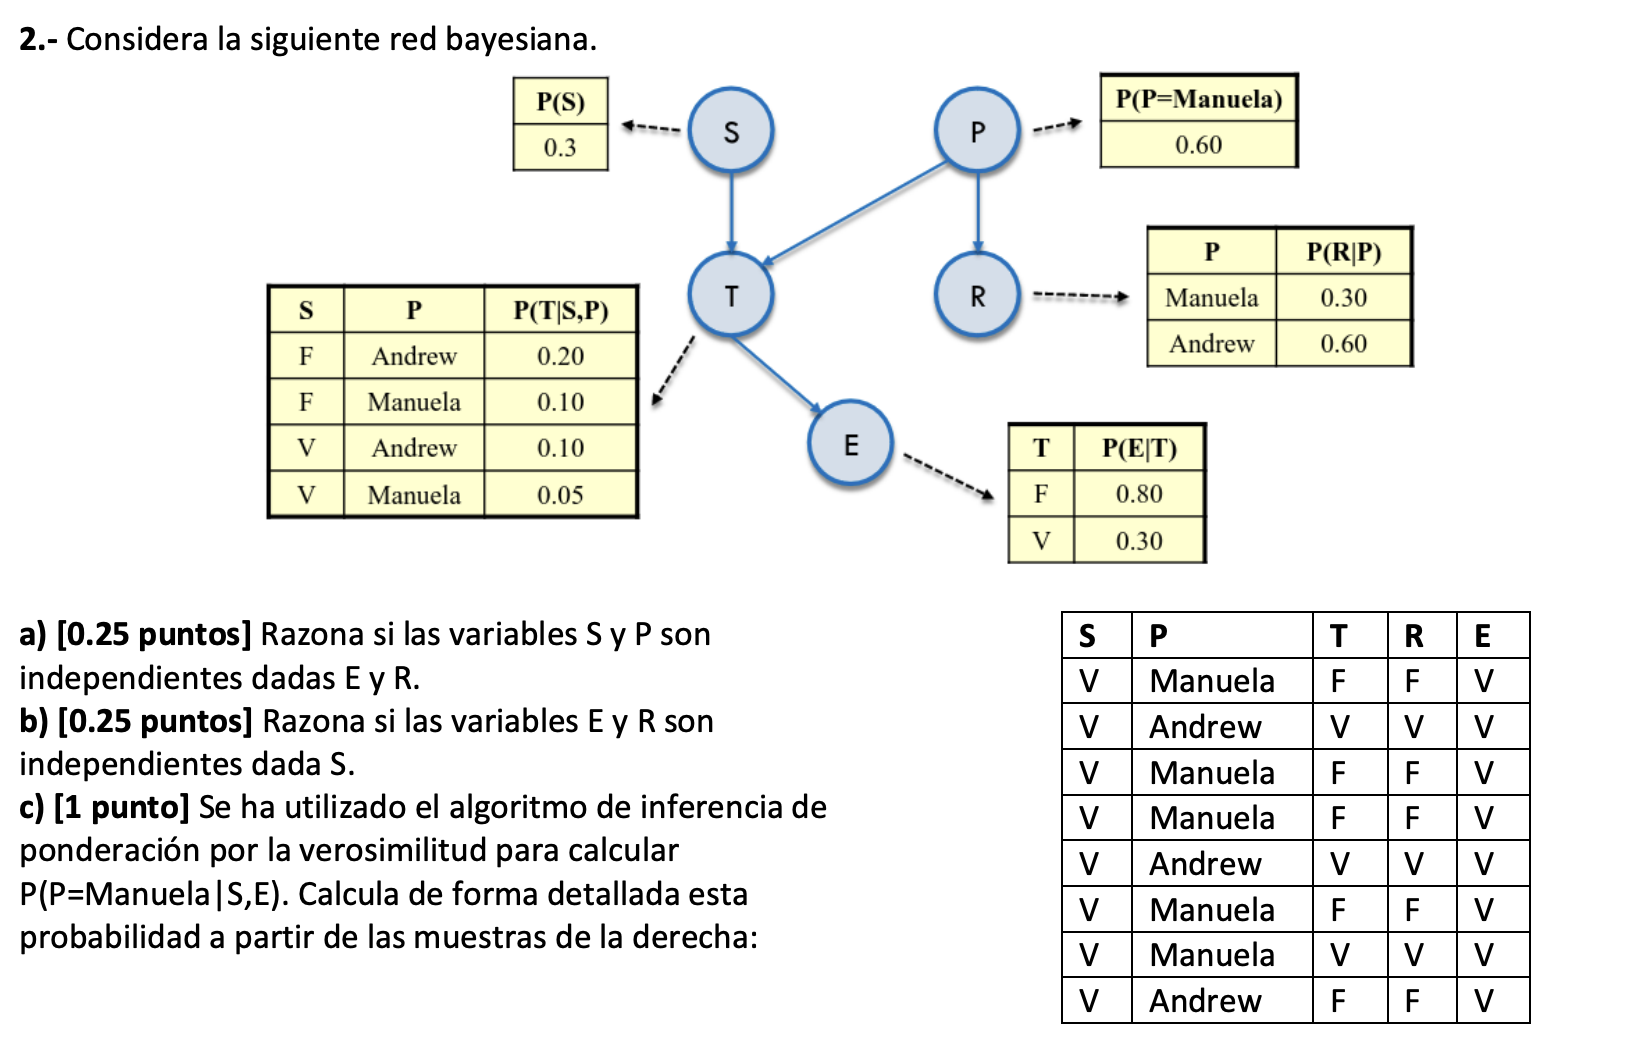 2.- Considera la siguiente red bayesiana.
P(S)
0.3
S
P
P(P=Manuela)
0.60
S P P(T|S,P)
F Andrew 0.20
F Manuela 0.10
V Andrew 0.10
V Manuela 0.05
T
R
P P(R|P)
Manuela 0.30
Andrew 0.60
E
T P(E|T)
F 0.80
V 0.30
a) [0.25 puntos] Razona si las variables S y P son
independientes dadas E y R.
b) [0.25 puntos] Razona si las variables E y R son
independientes dada S.
c) [1 punto] Se ha utilizado el algoritmo de inferencia de
ponderación por la verosimilitud para calcular
P(P=Manuela|S,E). Calcula de forma detallada esta
probabilidad a partir de las muestras de la derecha:
S P T R E
V Manuela F F V
V Andrew V V V
V Manuela F F V
V Manuela F F V
V Andrew V V V
V Manuela F F V
V Manuela V V V
V Andrew F F V